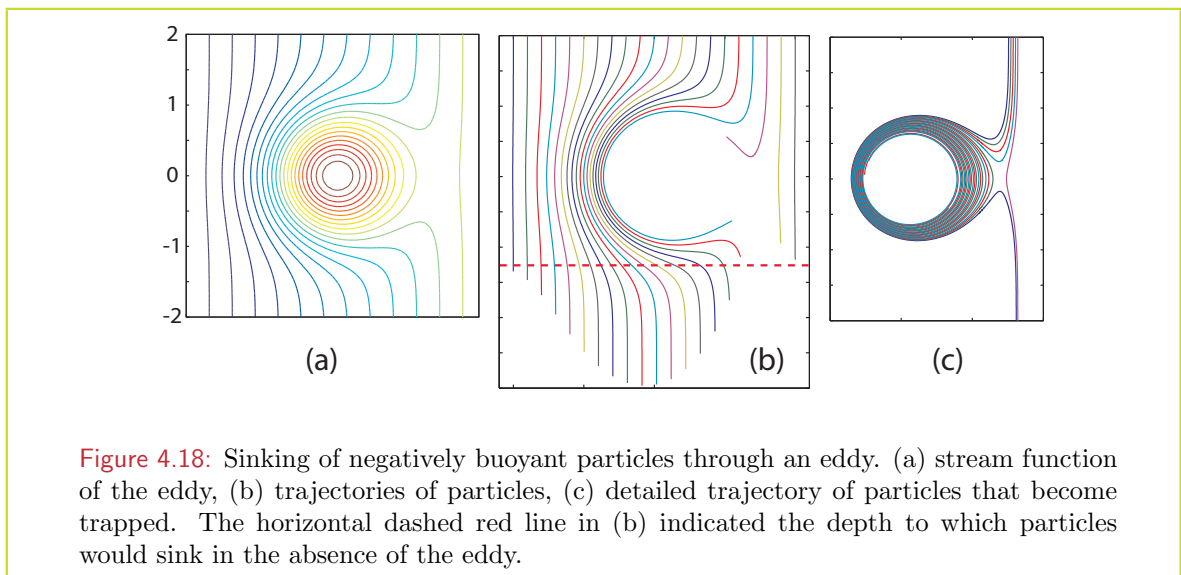 2
1
0
-1
-2
(a)
(b)
(c)
Figure 4.18: Sinking of negatively buoyant particles through an eddy. (a) stream function
of the eddy, (b) trajectories of particles, (c) detailed trajectory of particles that become
trapped. The horizontal dashed red line in (b) indicated the depth to which particles
would sink in the absence of the eddy.